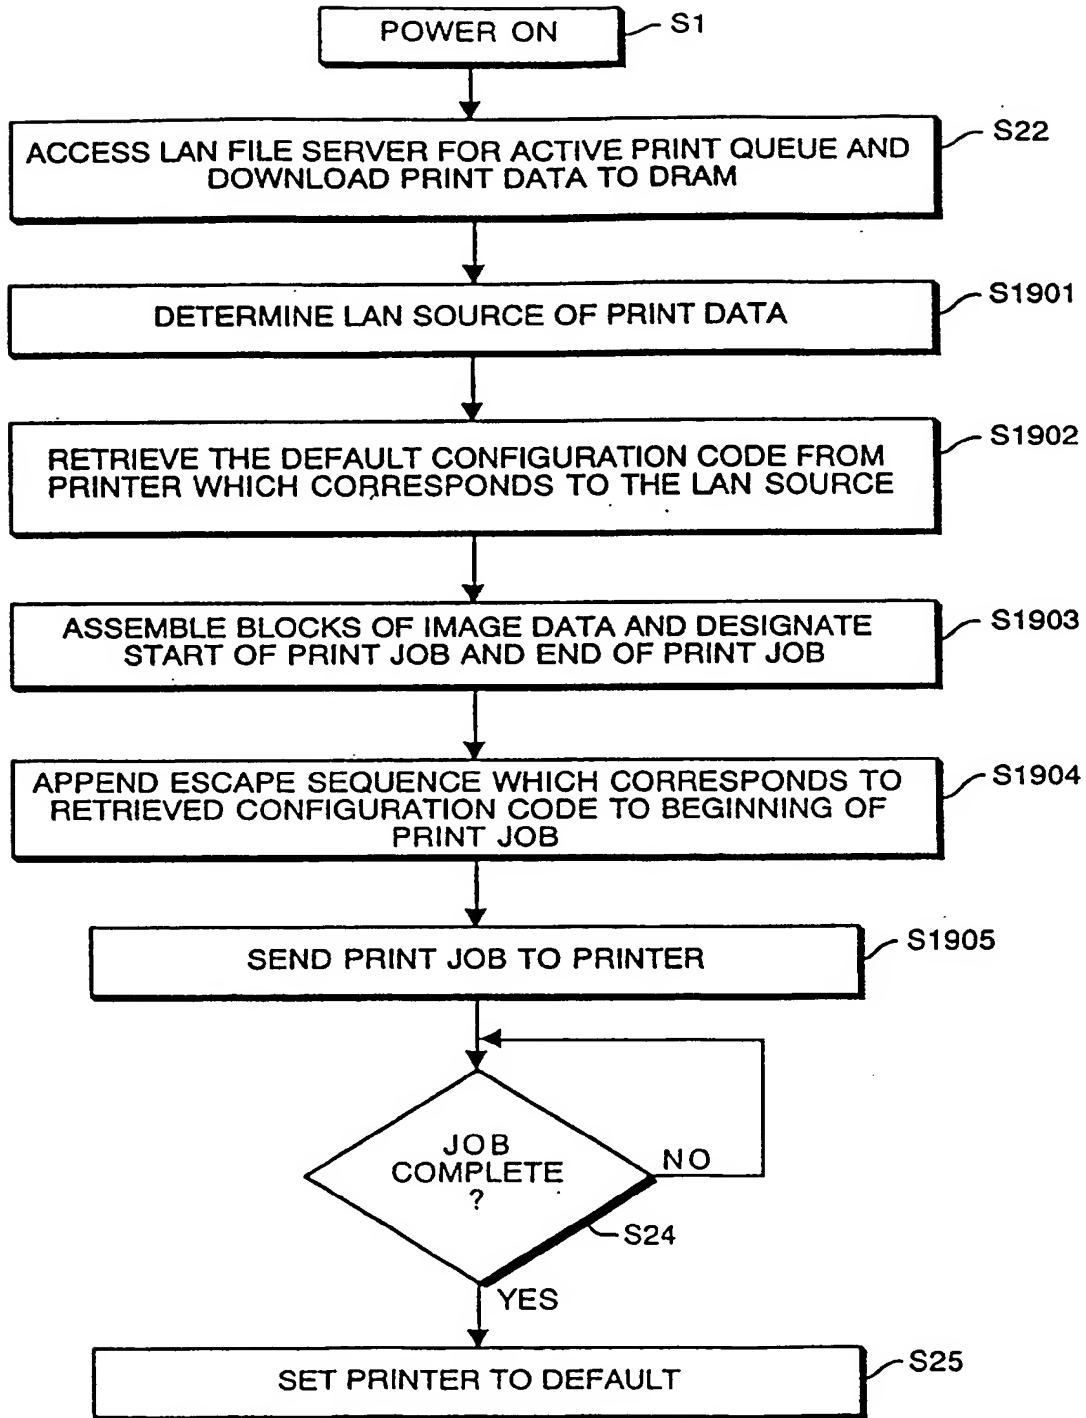 POWER ON
S1
ACCESS LAN FILE SERVER FOR ACTIVE PRINT QUEUE AND
DOWNLOAD PRINT DATA TO DRAM
S22
DETERMINE LAN SOURCE OF PRINT DATA
S1901
RETRIEVE THE DEFAULT CONFIGURATION CODE FROM
PRINTER WHICH CORRESPONDS TO THE LAN SOURCE
S1902
ASSEMBLE BLOCKS OF IMAGE DATA AND DESIGNATE
START OF PRINT JOB AND END OF PRINT JOB
S1903
APPEND ESCAPE SEQUENCE WHICH CORRESPONDS TO
RETRIEVED CONFIGURATION CODE TO BEGINNING OF
PRINT JOB
S1904
SEND PRINT JOB TO PRINTER
S1905
JOB
COMPLETE
?
NO
S24
YES
SET PRINTER TO DEFAULT
S25